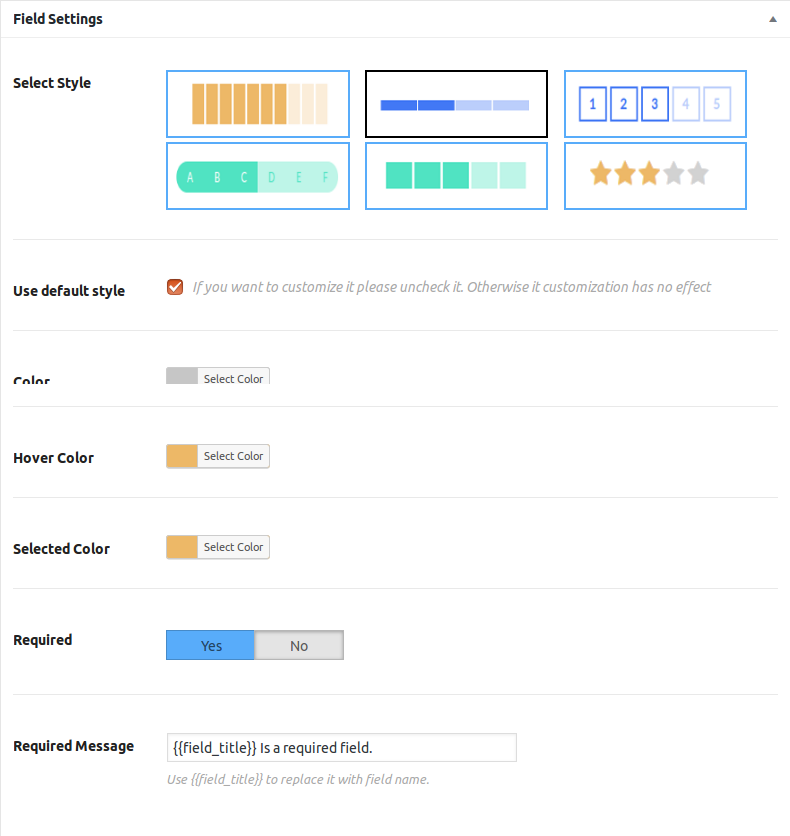 Field Settings
Select Style
1 2 3 4 5
A B C D E F
Use default style
If you want to customize it please uncheck it. Otherwise it customization has no effect
Color
Select Color
Hover Color
Select Color
Selected Color
Select Color
Required
Yes No
Required Message
{{field_title}} Is a required field.
Use {{field_title}} to replace it with field name.